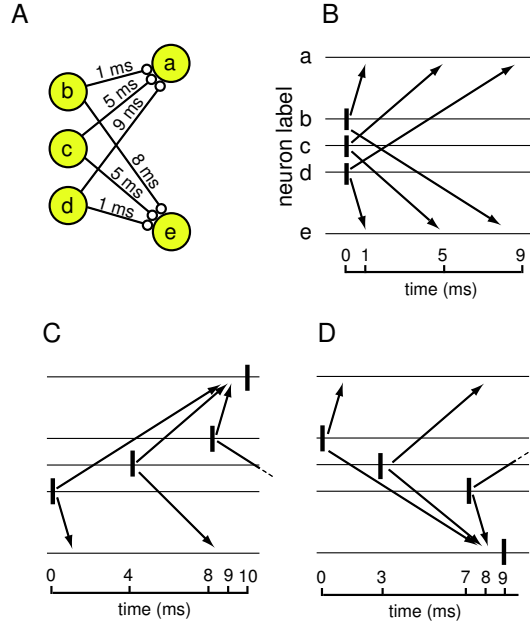 A
b
c
d
a
e
1 ms
5 ms
9 ms
8 ms
5 ms
1 ms
B
neuron label
a
b
c
d
e
0 1 5 9
time (ms)
C
0 4 8 9 10
time (ms)
D
0 3 7 8 9
time (ms)